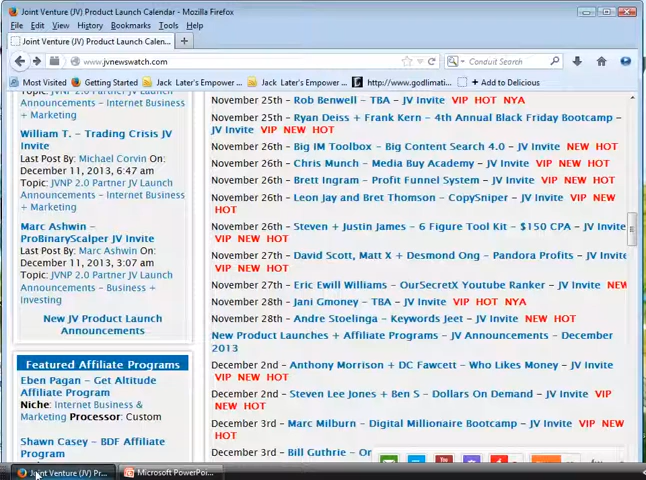 Joint Venture (JV) Product Launch Calendar - Mozilla Firefox
File Edit View History Bookmarks Tools Help
Joint Venture (JV) Product Launch Calen...
www.jvnewswatch.com
Conduit Search
Most Visited Getting Started Jack Later's Empower ... Jack Later's Empower ... http://www.godlimati... + Add to Delicious
Announcements - Internet Business
+ Marketing
William T. - Trading Crisis JV
Invite
Last Post By: Michael Corvin On:
December 11, 2013, 6:47 am
Topic: JVNP 2.0 Partner JV Launch
Announcements - Internet Business
+ Marketing
Marc Ashwin -
ProBinaryScalper JV Invite
Last Post By: Marc Ashwin On:
December 11, 2013, 3:07 am
Topic: JVNP 2.0 Partner JV Launch
Announcements - Business +
Investing
New JV Product Launch
Announcements
Featured Affiliate Programs
Eben Pagan - Get Altitude
Affiliate Program
Niche: Internet Business &
Marketing Processor: Custom
Shawn Casey - BDF Affiliate
Program
November 25th - Rob Benwell - TBA - JV Invite VIP HOT NYA
November 25th - Ryan Deiss + Frank Kern - 4th Annual Black Friday Bootcamp -
JV Invite VIP NEW HOT
November 26th - Big IM Toolbox - Big Content Search 4.0 - JV Invite NEW HOT
November 26th - Chris Munch - Media Buy Academy - JV Invite VIP NEW HOT
November 26th - Brett Ingram - Profit Funnel System - JV Invite VIP NEW HOT
November 26th - Leon Jay and Bret Thomson - CopySniper - JV Invite VIP NEW
HOT
November 26th - Steven + Justin James - 6 Figure Tool Kit - $150 CPA - JV Invite
VIP NEW HOT
November 27th - David Scott, Matt X + Desmond Ong - Pandora Profits - JV Invite
VIP NEW HOT
November 27th - Eric Ewill Williams - OurSecretX Youtube Ranker - JV Invite NEW
November 28th - Jani Gmoney - TBA - JV Invite VIP HOT NYA
November 28th - Andre Stoelinga - Keywords Jeet - JV Invite VIP NEW HOT
New Product Launches + Affiliate Programs - JV Announcements - December
2013
December 2nd - Anthony Morrison + DC Fawcett - Who Likes Money - JV Invite
VIP NEW HOT
December 2nd - Steven Lee Jones + Ben S - Dollars On Demand - JV Invite VIP
NEW HOT
December 3rd - Marc Milburn - Digital Millionaire Bootcamp - JV Invite VIP NEW
HOT
December 3rd - Bill Guthrie - Or
Joint Venture (JV) Pr... Microsoft PowerPoi...